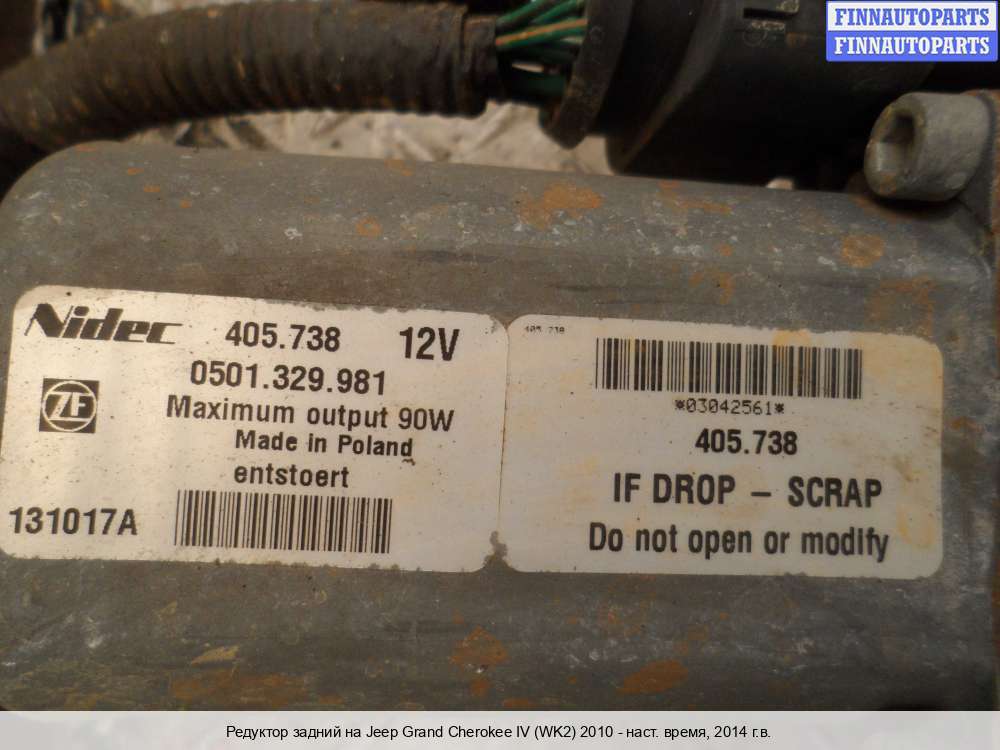 FINNAUTOPARTS
FINNAUTOPARTS
Nidec 405.738 12V
0501.329.981
ZF
Maximum output 90W
Made in Poland
entstoert
131017A
405.738
*03042561*
405.738
IF DROP - SCRAP
Do not open or modify
Редуктор задний на Jeep Grand Cherokee IV (WK2) 2010 - наст. время, 2014 г.в.